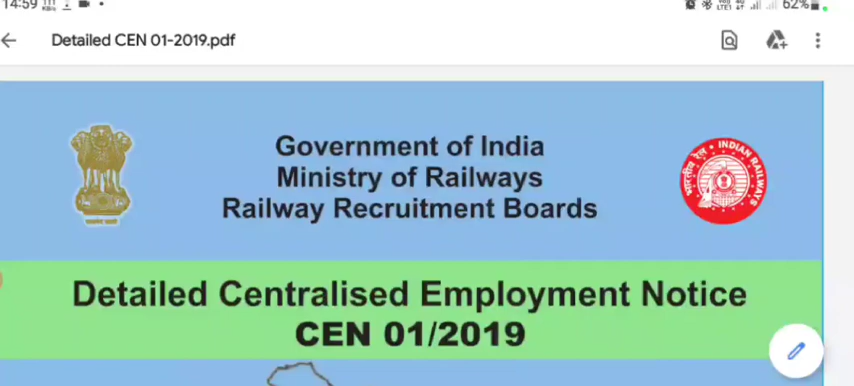 14:59 62%
Detailed CEN 01-2019.pdf
Government of India
Ministry of Railways
Railway Recruitment Boards
भारतीय रेल • INDIAN RAILWAYS
Detailed Centralised Employment Notice
CEN 01/2019